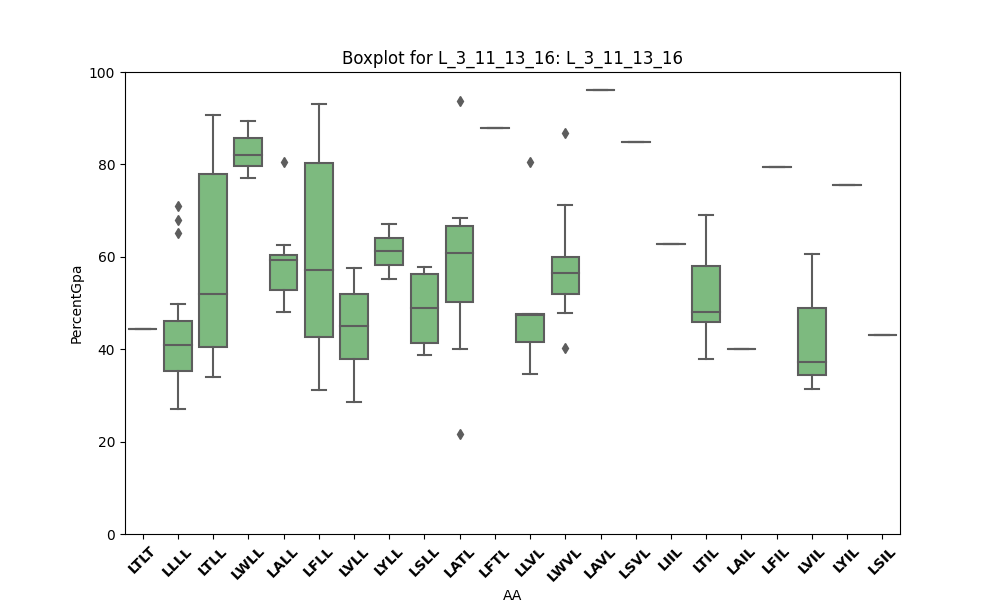 Boxplot for L_3_11_13_16: L_3_11_13_16
100
80
60
40
20
0
PercentGpa
LTLT LLLL LTLL LWLL LALL LFLL LVLL LYLL LSLL LATL LFTL LLVL LWVL LAVL LSVL LIIL LTIL LAIL LFIL LVIL LYIL LSIL
AA